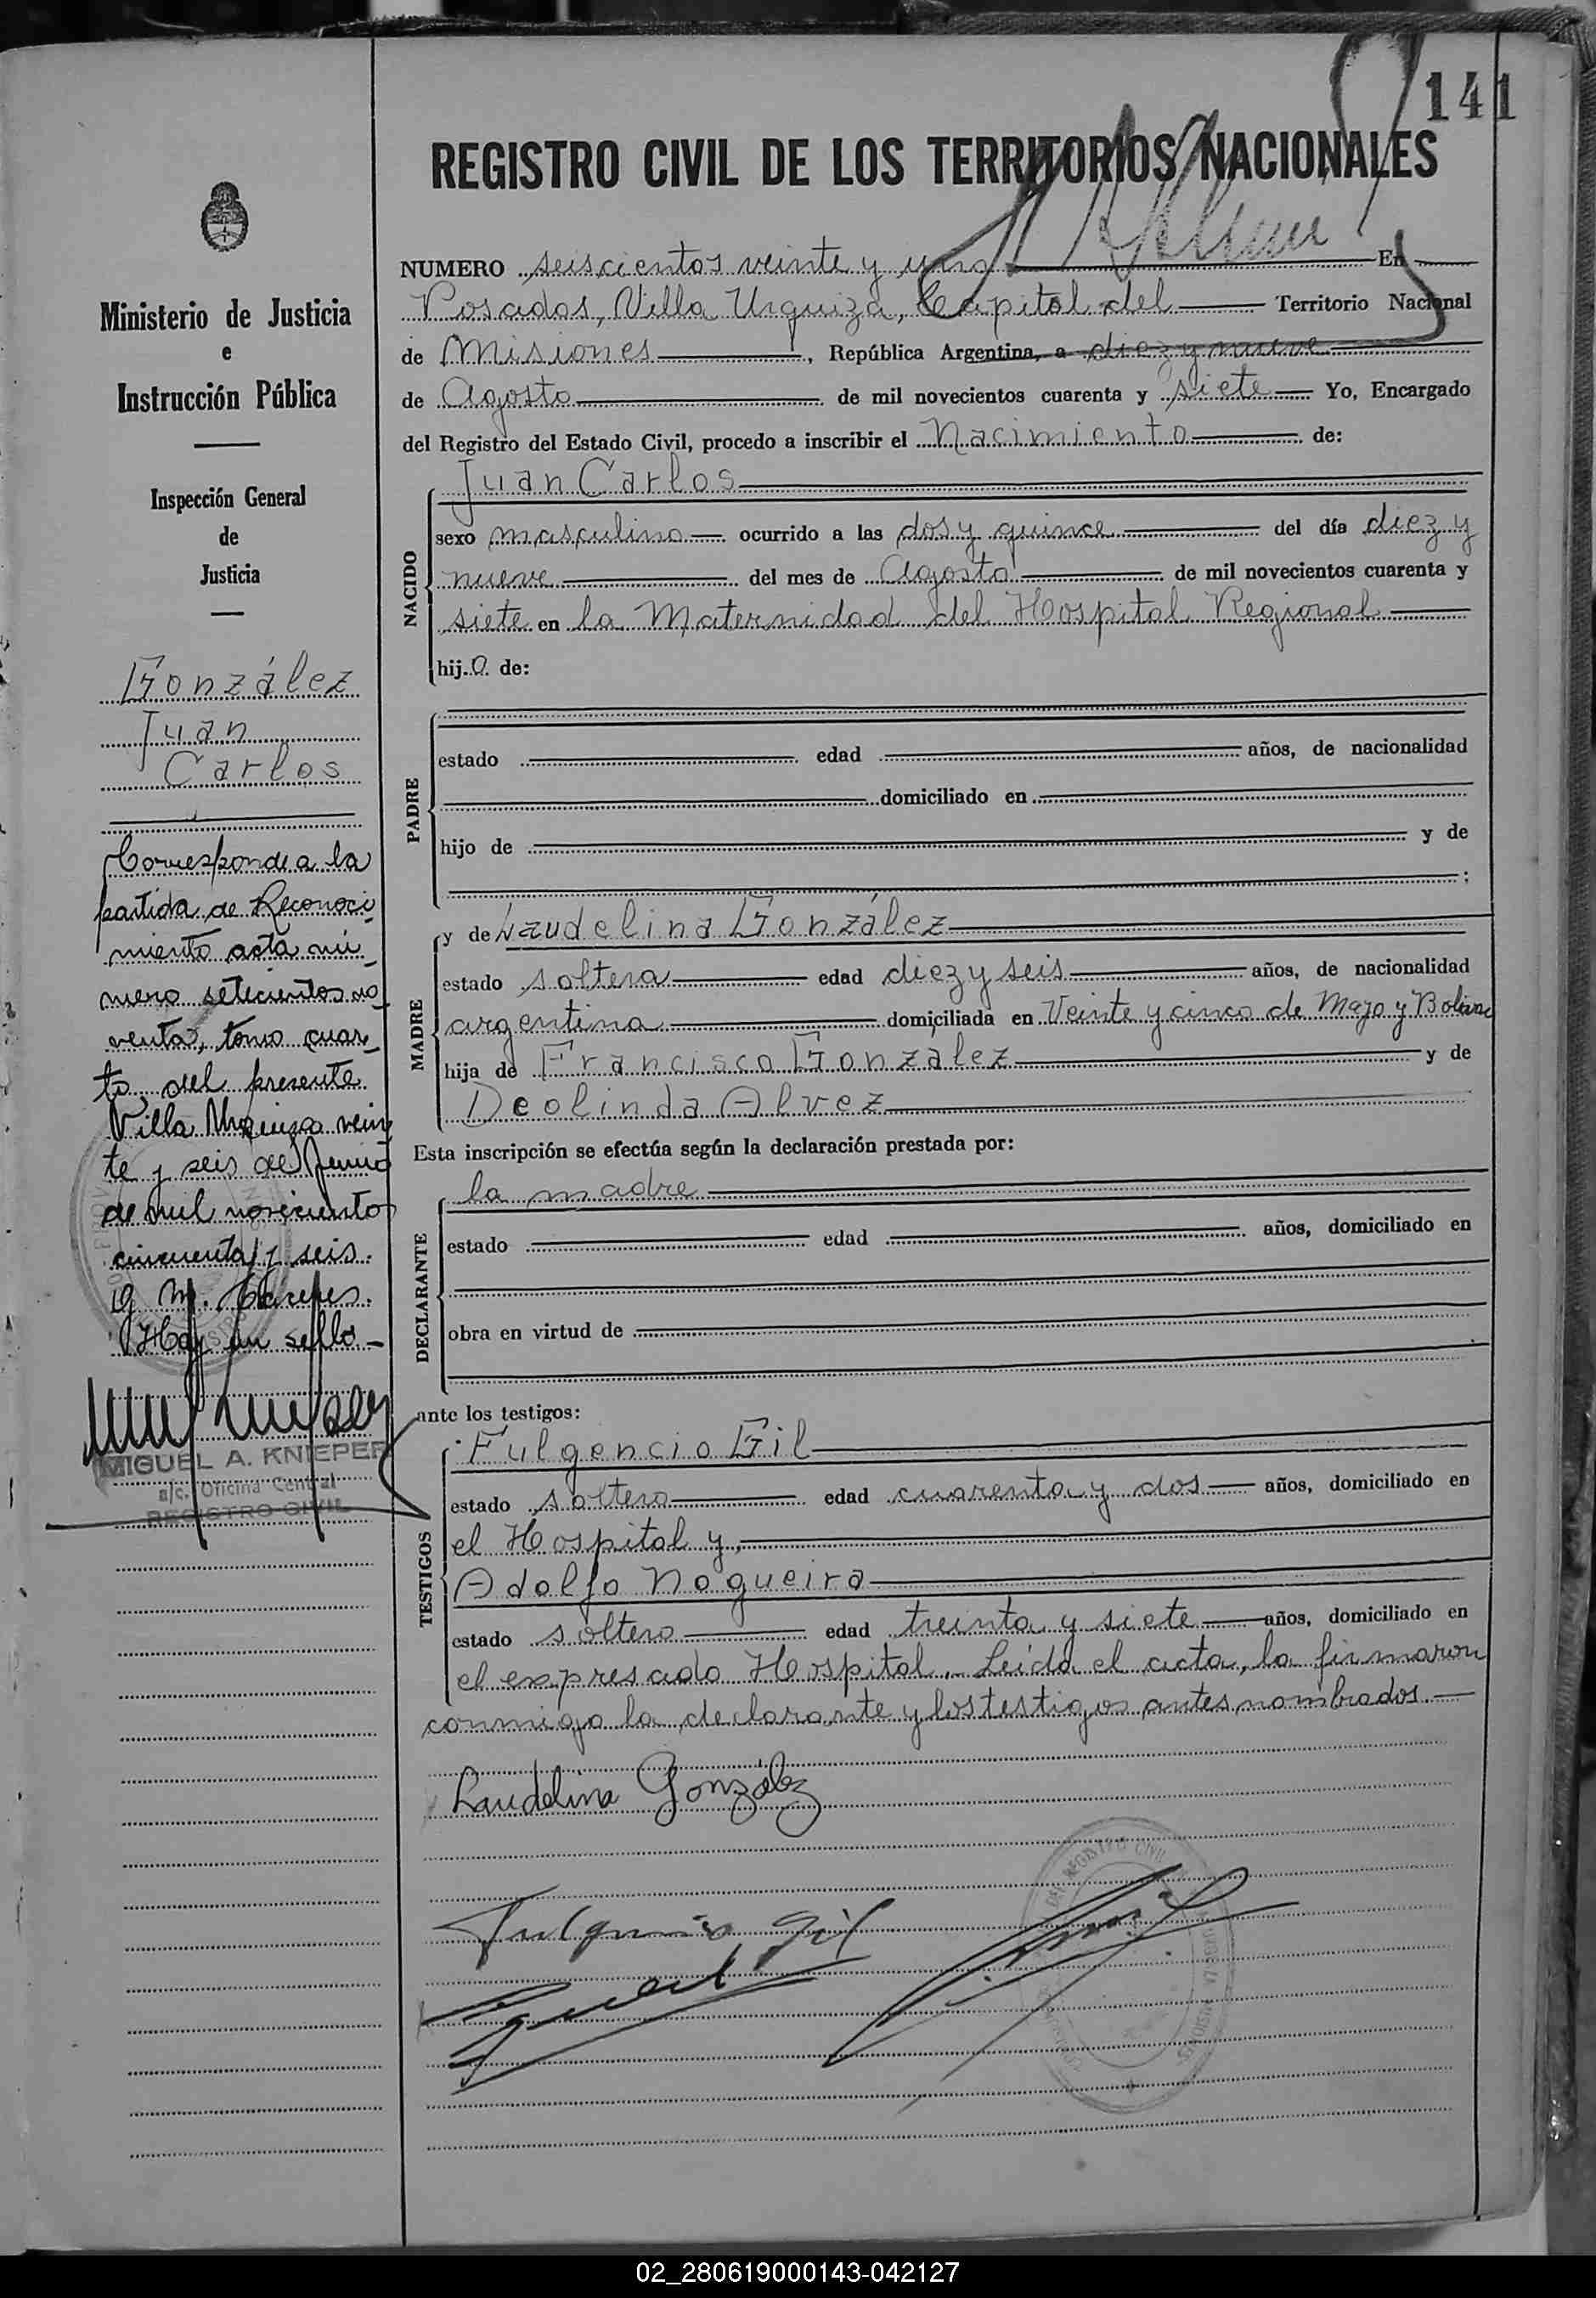 141
REGISTRO CIVIL DE LOS TERRITORIOS NACIONALES
Ministerio de Justicia
e
Instrucción Pública
Inspección General
de
Justicia
González
Juan
Carlos
Corresponde a la
partida de Reconoci-
miento acta nú-
mero setecientos no-
venta, tomo cuar-
to del presente
Villa Urquiza vein
te y seis de Junio
de mil novecientos
cincuenta y seis.
Hay un sello.-
MIGUEL A. KNIEPER
a/c. Oficina Central
REGISTRO CIVIL
NUMERO seiscientos veinte y uno En
Posadas, Villa Urquiza, Capital del Territorio Nacional
de Misiones, República Argentina, a diez y nueve
de Agosto de mil novecientos cuarenta y siete Yo, Encargado
del Registro del Estado Civil, procedo a inscribir el Nacimiento de:
NACIDO
Juan Carlos
sexo masculino ocurrido a las dos y quince del día diez y
nueve del mes de Agosto de mil novecientos cuarenta y
siete en la Maternidad del Hospital Regional
hijo de:
PADRE
estado edad años, de nacionalidad
domiciliado en
hijo de y de
;
MADRE
y de Laudelina González
estado soltera edad diez y seis años, de nacionalidad
argentina domiciliada en Veinte y cinco de Mayo y Bolivar
hija de Francisco González y de
Deolinda Alvez
Esta inscripción se efectúa según la declaración prestada por:
DECLARANTE
la madre
estado edad años, domiciliado en
obra en virtud de
ante los testigos:
TESTIGOS
Fulgencio Gil
estado soltero edad cuarenta y dos años, domiciliado en
el Hospital y,
Adolfo Nogueira
estado soltero edad treinta y siete años, domiciliado en
el expresado Hospital. Leída el acta, la firmaron
conmigo la declarante y los testigos antes nombrados.
Laudelina González
Fulgencio Gil
02_280619000143-042127